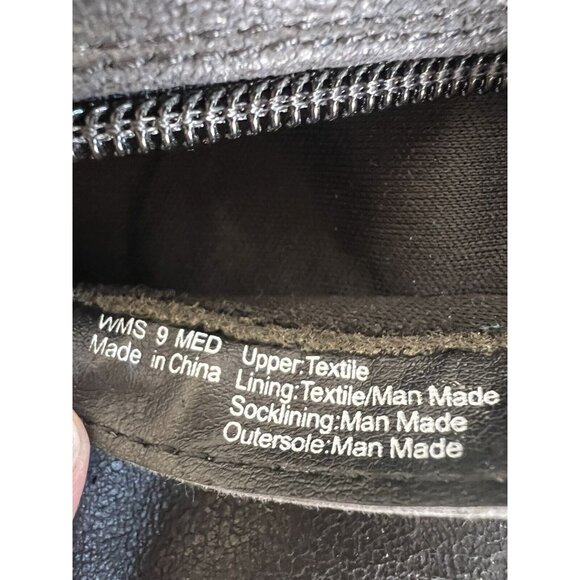 WMS 9 MED
Made in China
Upper:Textile
Lining:Textile/Man Made
Socklining:Man Made
Outersole:Man Made